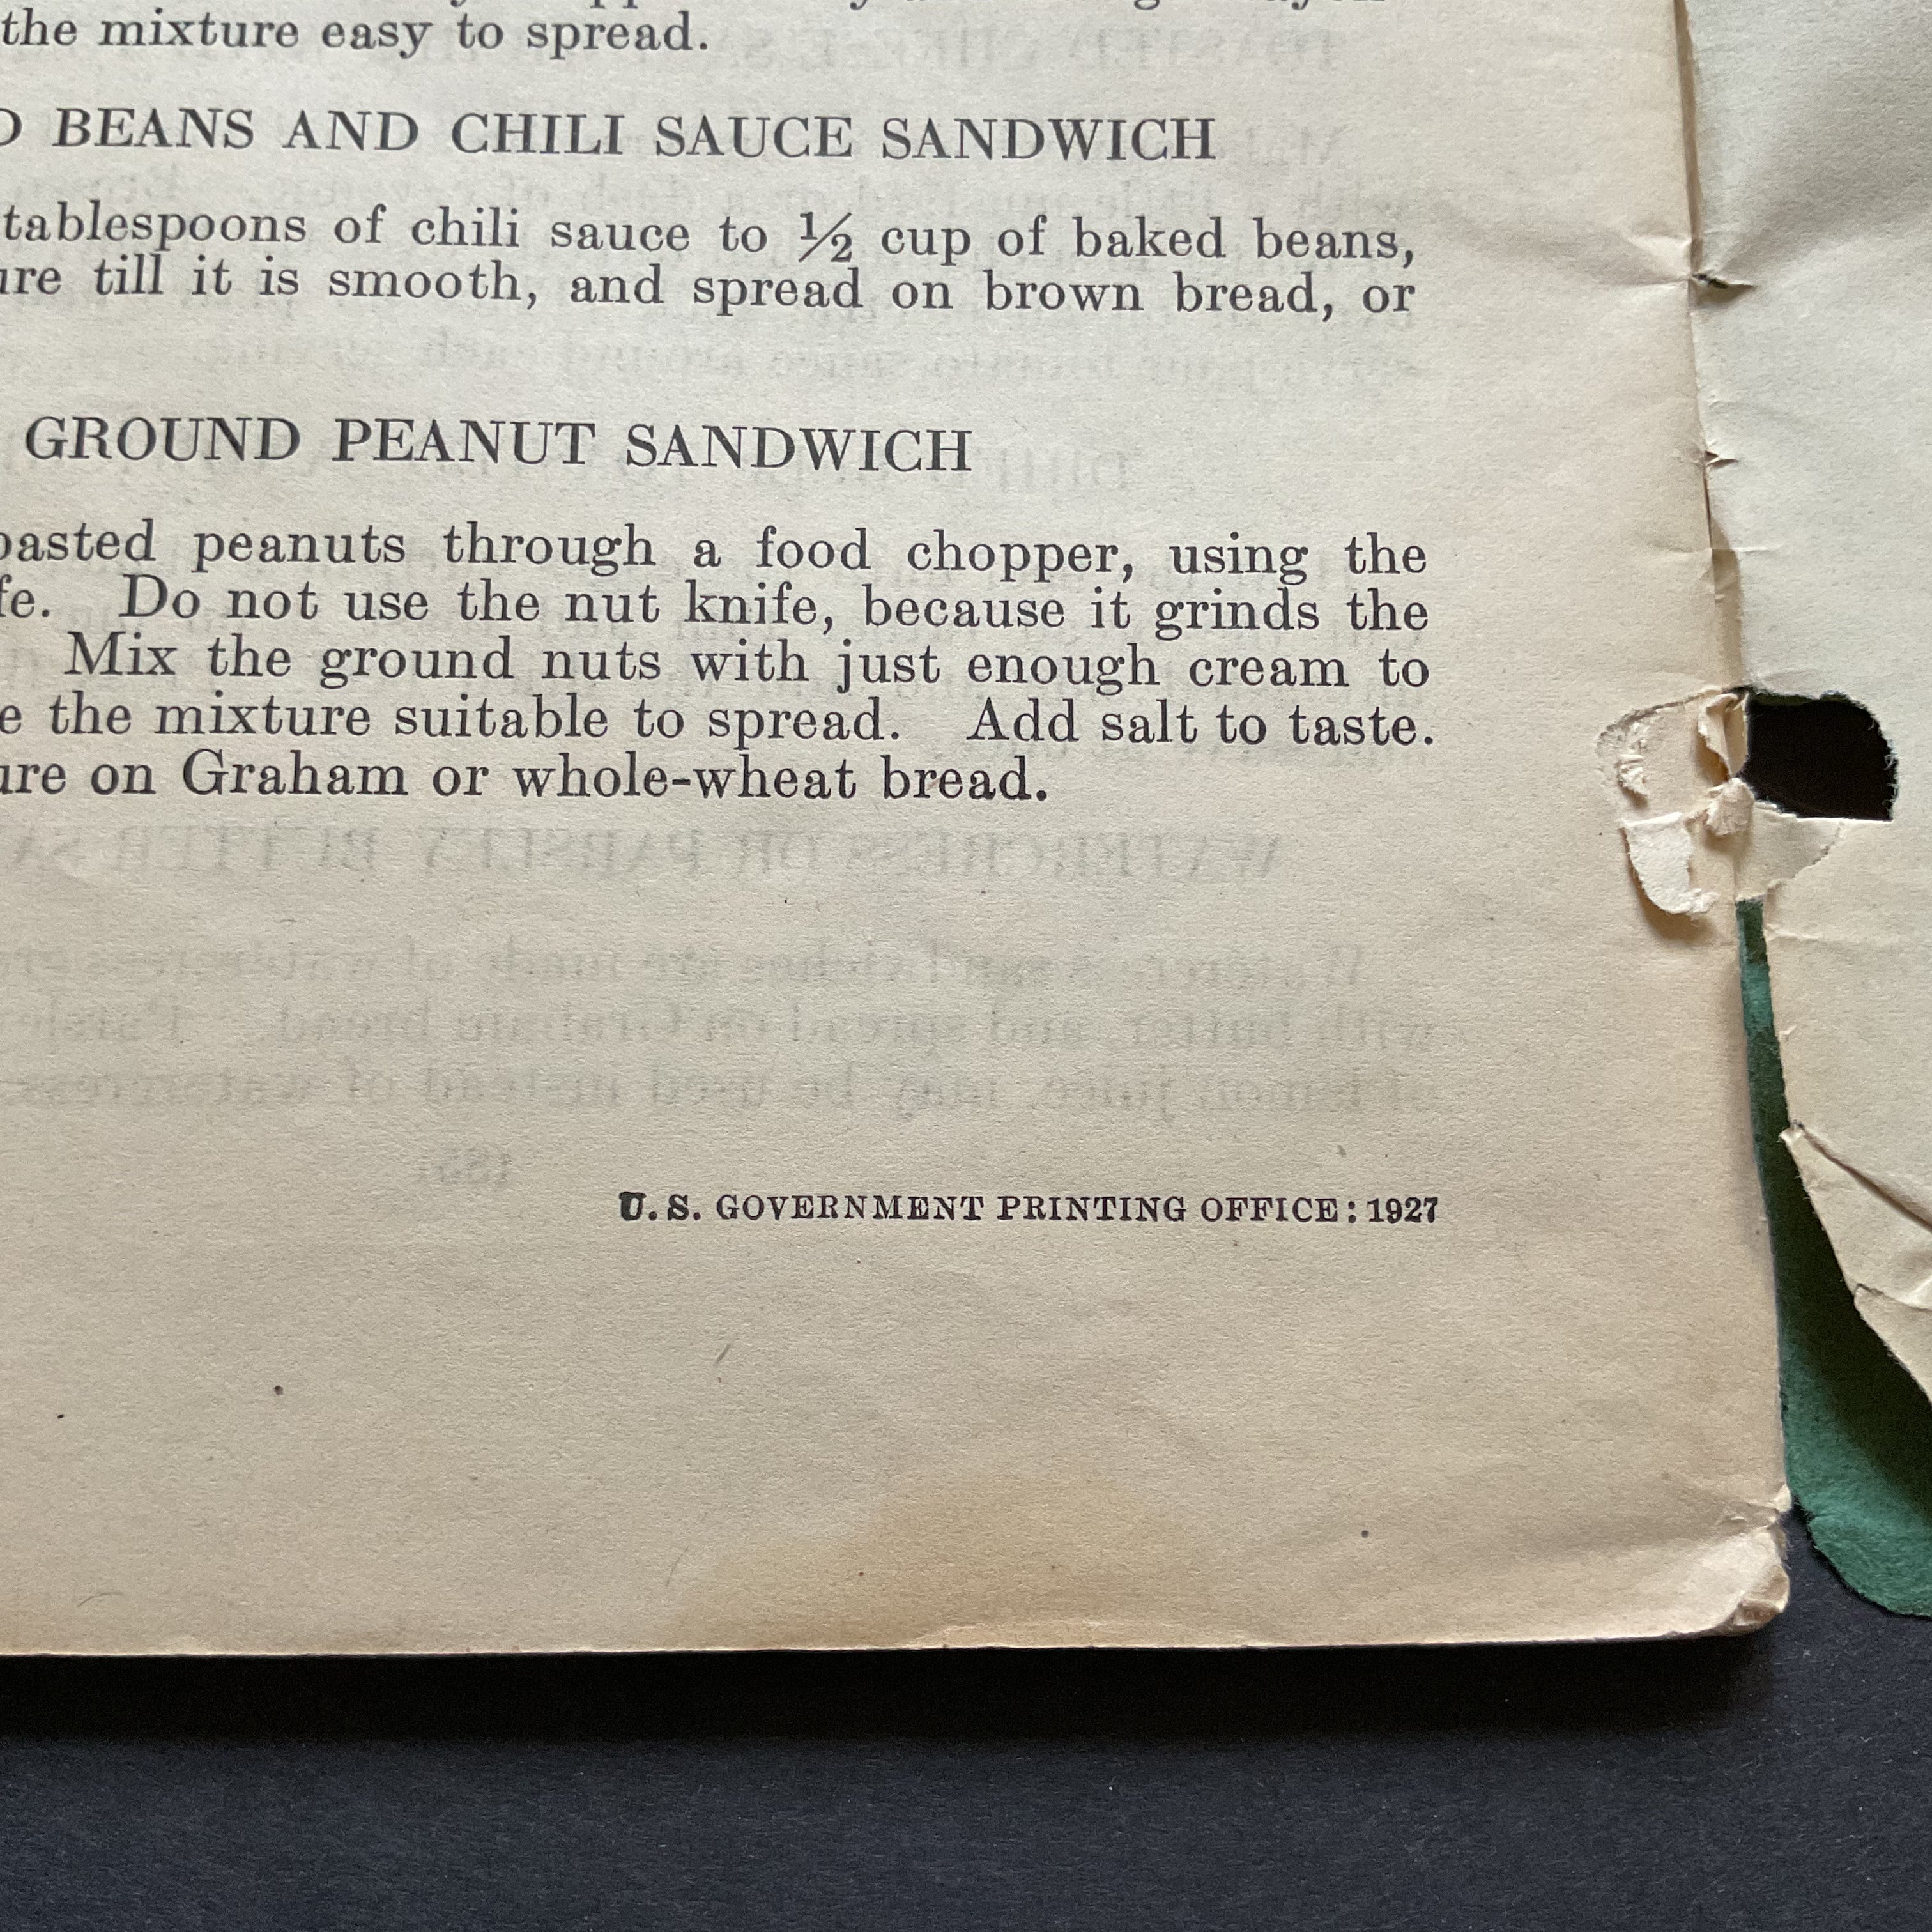 the mixture easy to spread.
BEANS AND CHILI SAUCE SANDWICH
tablespoons of chili sauce to ½ cup of baked beans,
ure till it is smooth, and spread on brown bread, or
GROUND PEANUT SANDWICH
oasted peanuts through a food chopper, using the
fe. Do not use the nut knife, because it grinds the
Mix the ground nuts with just enough cream to
e the mixture suitable to spread. Add salt to taste.
ure on Graham or whole-wheat bread.
U. S. GOVERNMENT PRINTING OFFICE : 1927